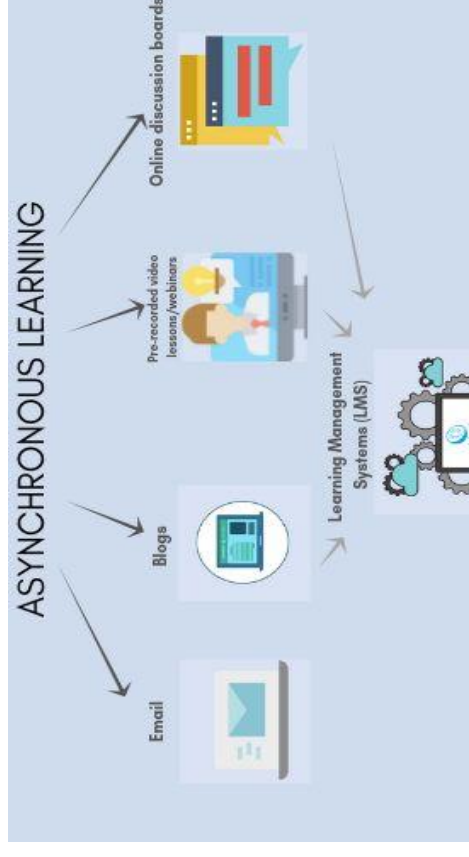 ASYNCHRONOUS LEARNING
Email
Blogs
Pre-recorded video
lessons/webinars
Online discussion boards
Learning Management
Systems (LMS)